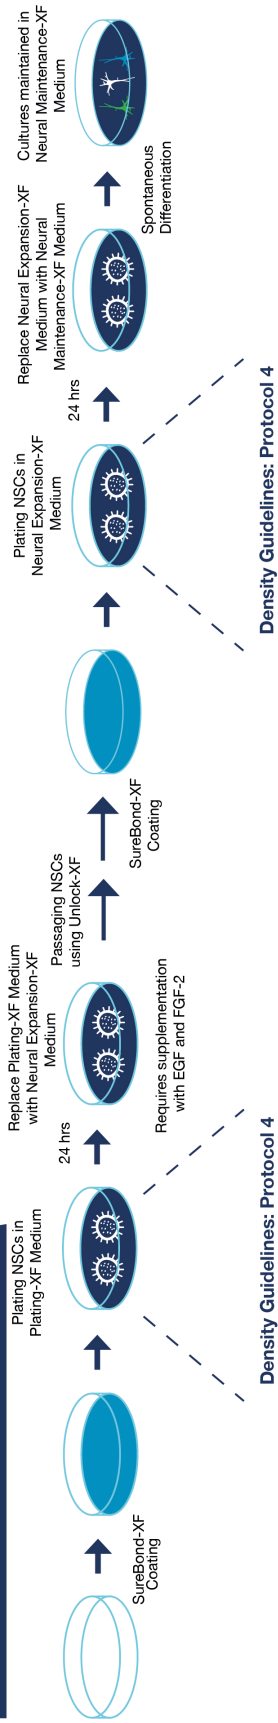 SureBond-XF
Coating
Plating NSCs in
Plating-XF Medium
24 hrs
Replace Plating-XF Medium
with Neural Expansion-XF
Medium
Requires supplementation
with EGF and FGF-2
Passaging NSCs
using Unlock-XF
SureBond-XF
Coating
Plating NSCs in
Neural Expansion-XF
Medium
24 hrs
Replace Neural Expansion-XF
Medium with Neural
Maintenance-XF Medium
Spontaneous
Differentiation
Cultures maintained in
Neural Maintenance-XF
Medium
Density Guidelines: Protocol 4
Density Guidelines: Protocol 4